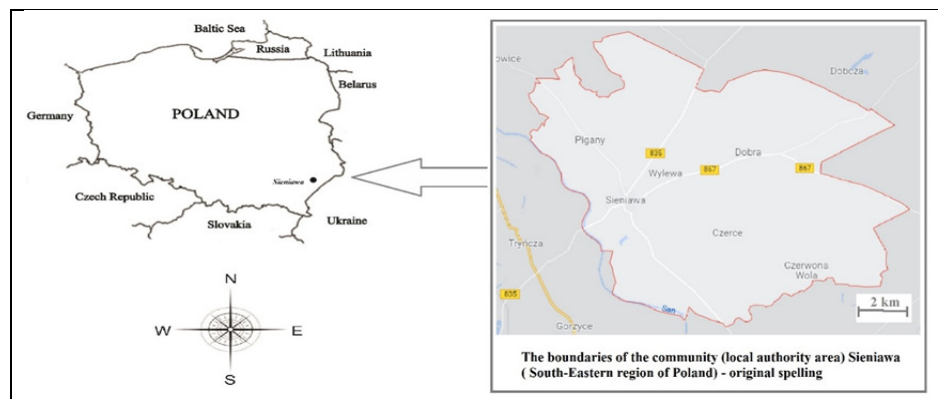 Baltic Sea
Russia
Lithuania
Belarus
Germany
POLAND
Sieniawa
Czech Republic
Slovakia
Ukraine
N
W
E
S
owice
Dobcza
Pigany
835
Dobra
Wylewa
867
867
Sieniawa
Tryńcza
Czerce
Czerwona
Wola
835
San
Gorzyce
2 km
The boundaries of the community (local authority area) Sieniawa
( South-Eastern region of Poland) - original spelling